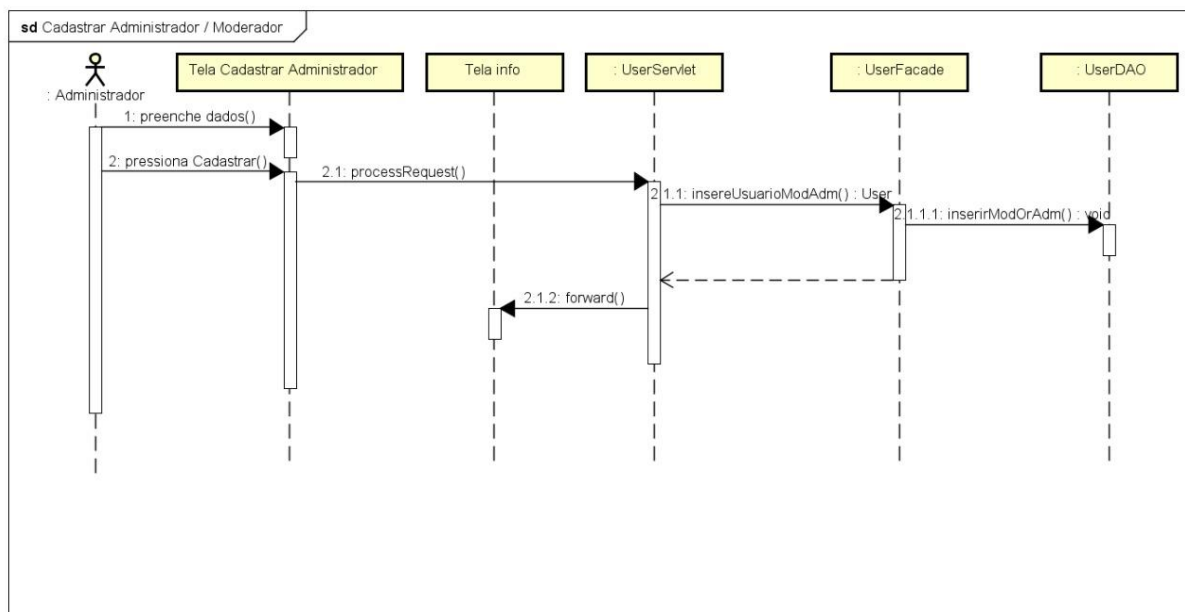 sd Cadastrar Administrador / Moderador
: Administrador
Tela Cadastrar Administrador
Tela info
: UserServlet
: UserFacade
: UserDAO
1: preenche dados()
2: pressiona Cadastrar()
2.1: processRequest()
2.1.1: insereUsuarioModAdm() : User
2.1.1.1: inserirModOrAdm() : void
2.1.2: forward()